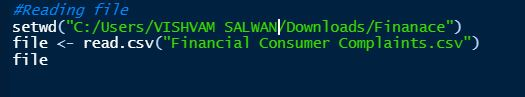 #Reading file
setwd("C:/Users/VISHVAM SALWAN/Downloads/Finanace")
file <- read.csv("Financial Consumer Complaints.csv")
file